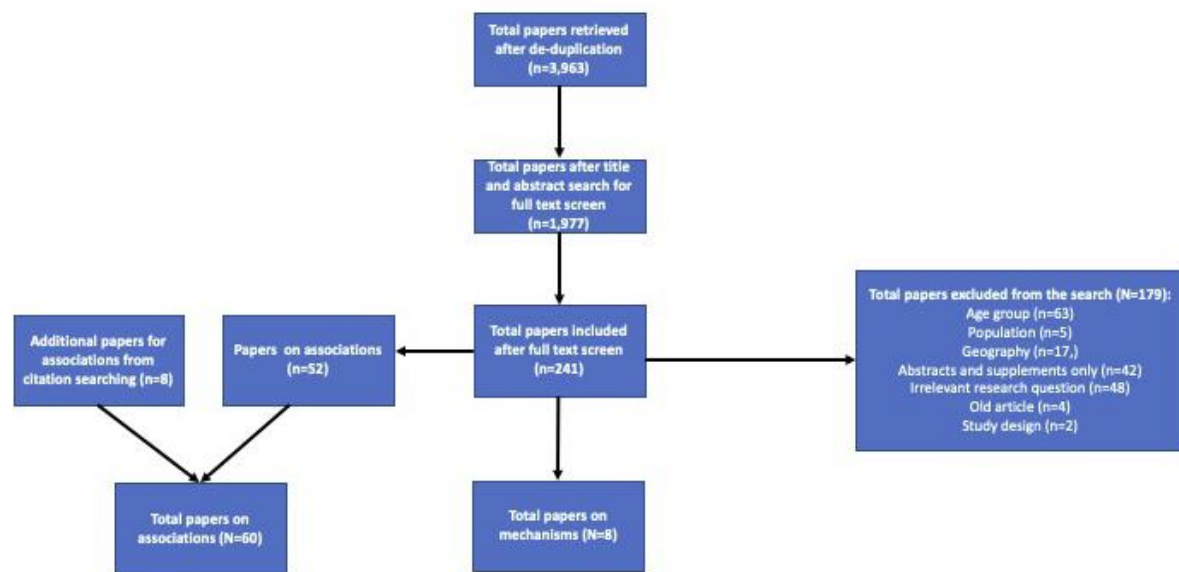 Total papers retrieved
after de-duplication
(n=3,963)
Total papers after title
and abstract search for
full text screen
(n=1,977)
Total papers included
after full text screen
(n=241)
Additional papers for
associations from
citation searching (n=8)
Papers on associations
(n=52)
Total papers excluded from the search (N=179):
Age group (n=63)
Population (n=5)
Geography (n=17,)
Abstracts and supplements only (n=42)
Irrelevant research question (n=48)
Old article (n=4)
Study design (n=2)
Total papers on
associations (N=60)
Total papers on
mechanisms (N=8)